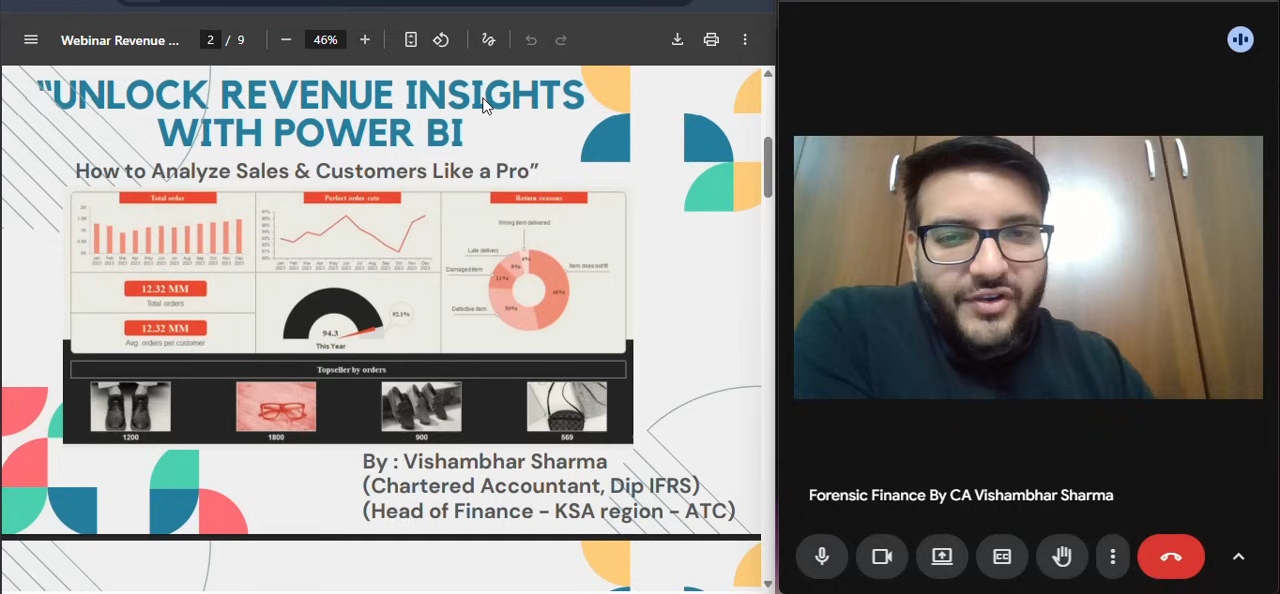 Webinar Revenue ...
2 / 9
46%
“UNLOCK REVENUE INSIGHTS
WITH POWER BI
How to Analyze Sales & Customers Like a Pro”
Total order
Perfect order rate
Return reasons
Wrong item delivered
Late delivery
Item does not fit
Damaged item
Defective item
12.32 MM
Total orders
12.32 MM
Avg. orders per customer
94.3
92.1%
This Year
Topseller by orders
1200
1800
900
569
By : Vishambhar Sharma
(Chartered Accountant, Dip IFRS)
(Head of Finance - KSA region - ATC)
Forensic Finance By CA Vishambhar Sharma
CC